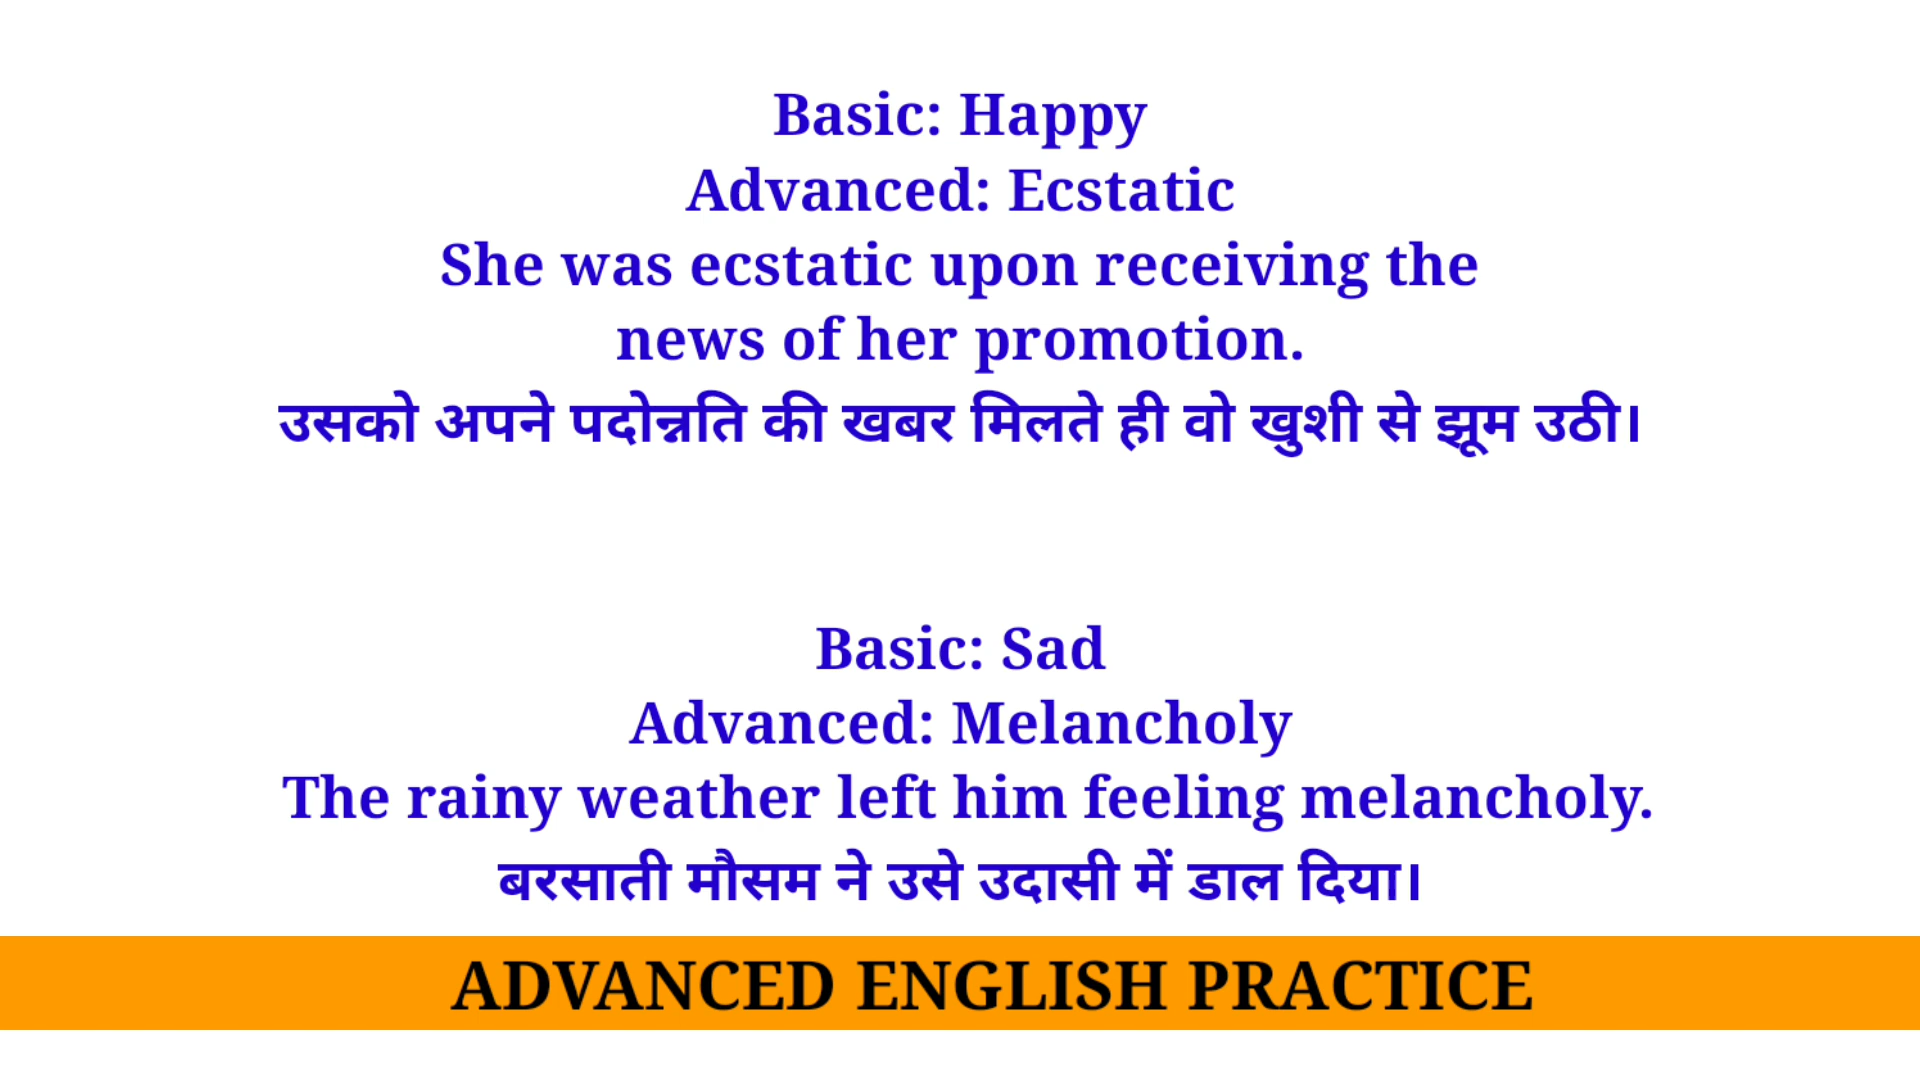 Basic: Happy
Advanced: Ecstatic
She was ecstatic upon receiving the
news of her promotion.
उसको अपने पदोन्नति की खबर मिलते ही वो खुशी से झूम उठी।
Basic: Sad
Advanced: Melancholy
The rainy weather left him feeling melancholy.
बरसाती मौसम ने उसे उदासी में डाल दिया।
ADVANCED ENGLISH PRACTICE